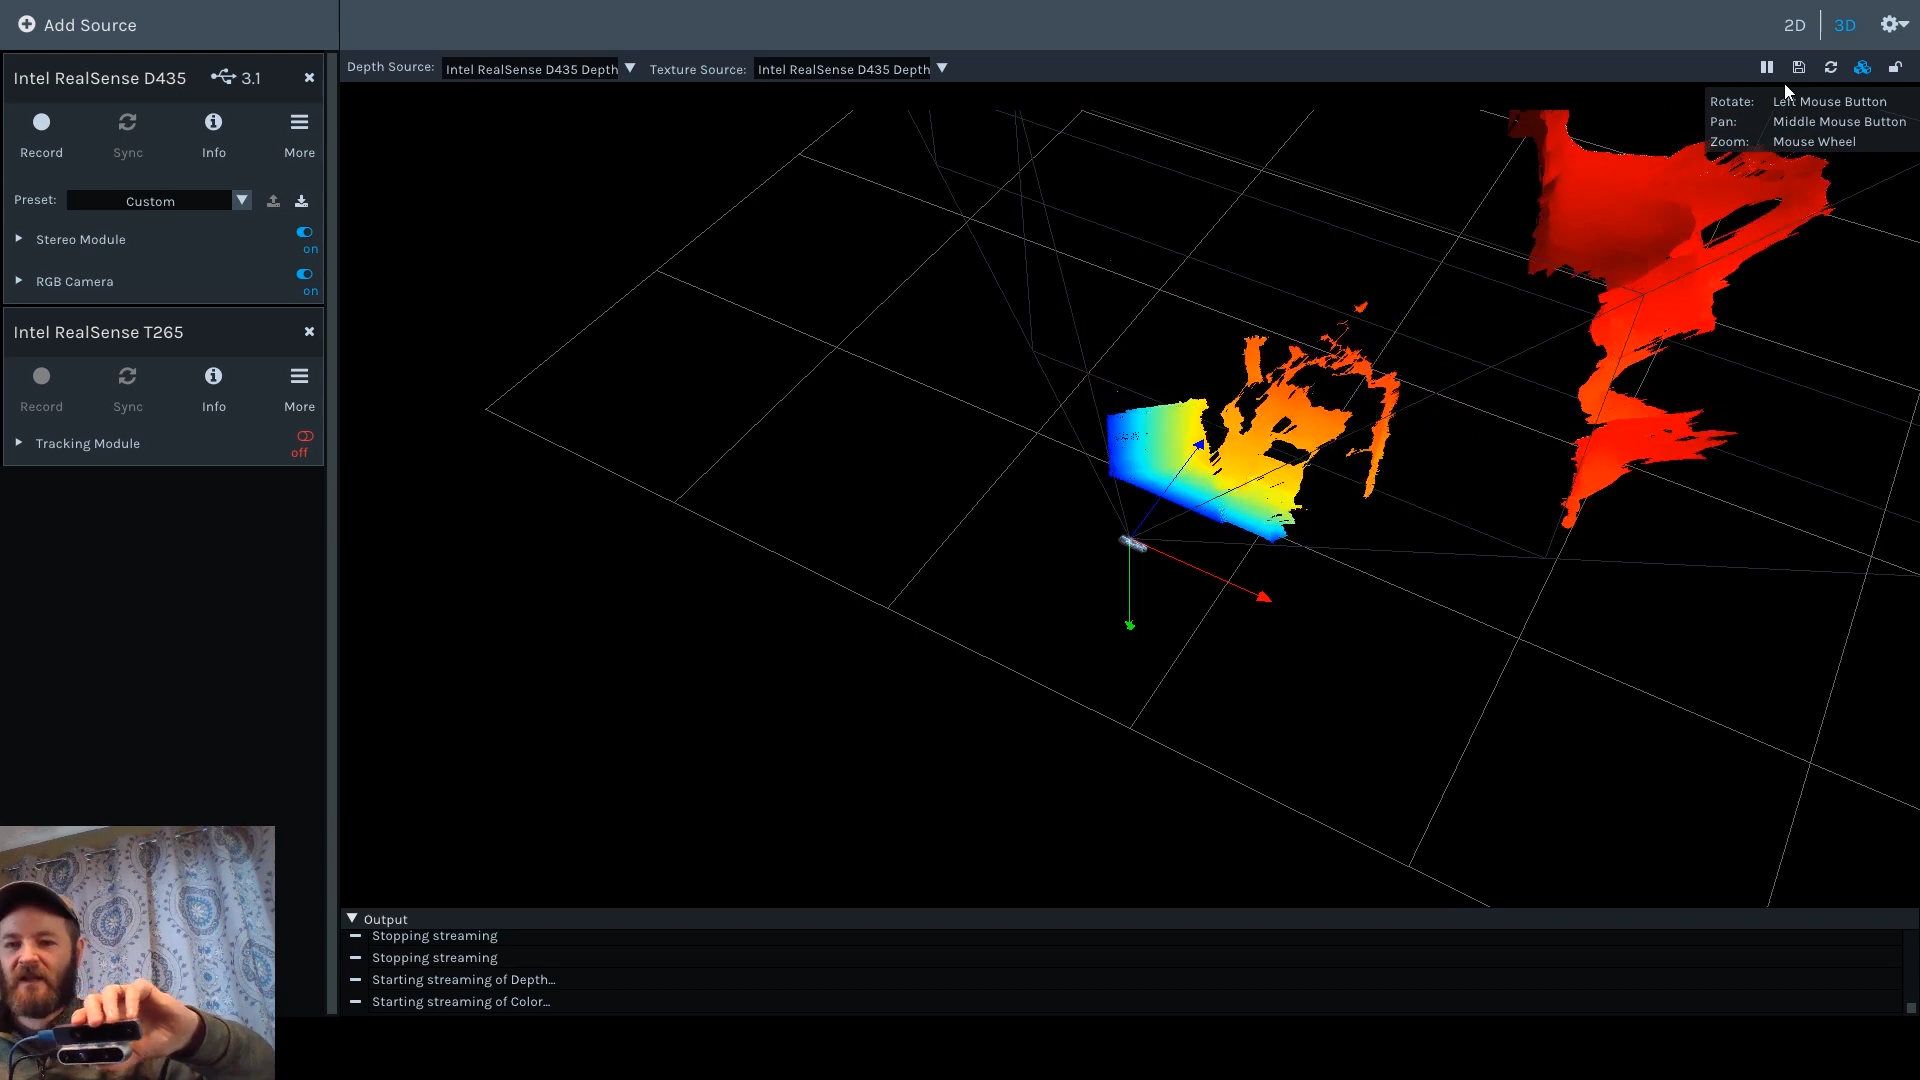 Add Source
2D
3D
Intel RealSense D435
3.1
Record
Sync
Info
More
Preset:
Custom
Stereo Module
on
RGB Camera
on
Intel RealSense T265
Record
Sync
Info
More
Tracking Module
off
Depth Source:
Intel RealSense D435 Depth
Texture Source:
Intel RealSense D435 Depth
Rotate: Left Mouse Button
Pan: Middle Mouse Button
Zoom: Mouse Wheel
Output
Stopping streaming
Stopping streaming
Starting streaming of Depth...
Starting streaming of Color...